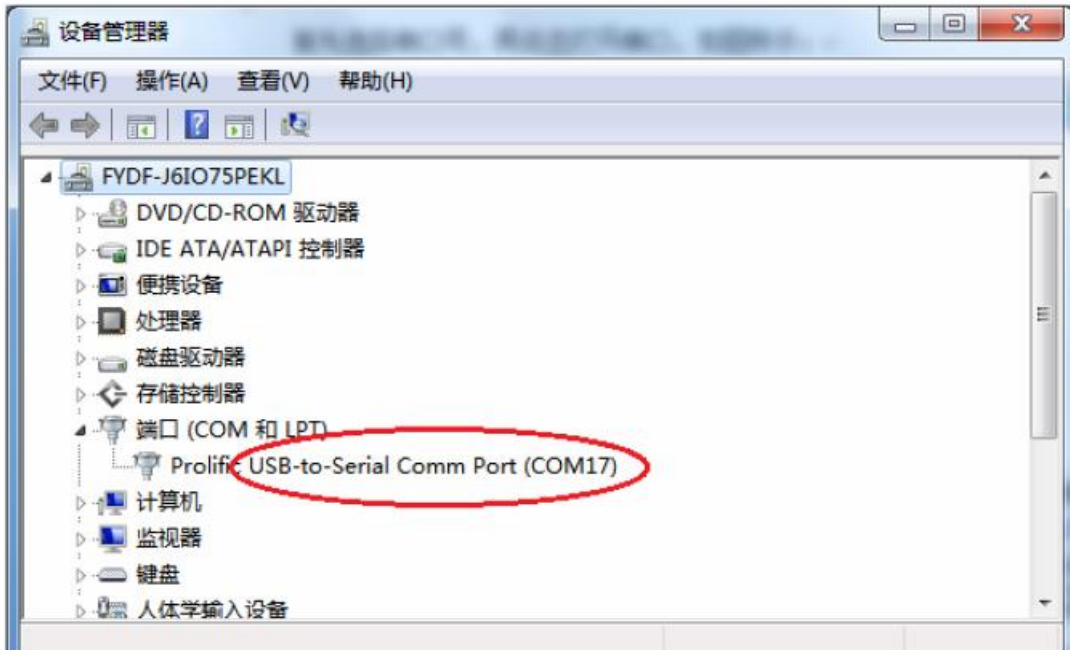 设备管理器
文件(F) 操作(A) 查看(V) 帮助(H)
FYDF-J6IO75PEKL
DVD/CD-ROM 驱动器
IDE ATA/ATAPI 控制器
便携设备
处理器
磁盘驱动器
存储控制器
端口 (COM 和 LPT)
Prolific USB-to-Serial Comm Port (COM17)
计算机
监视器
键盘
人体学输入设备